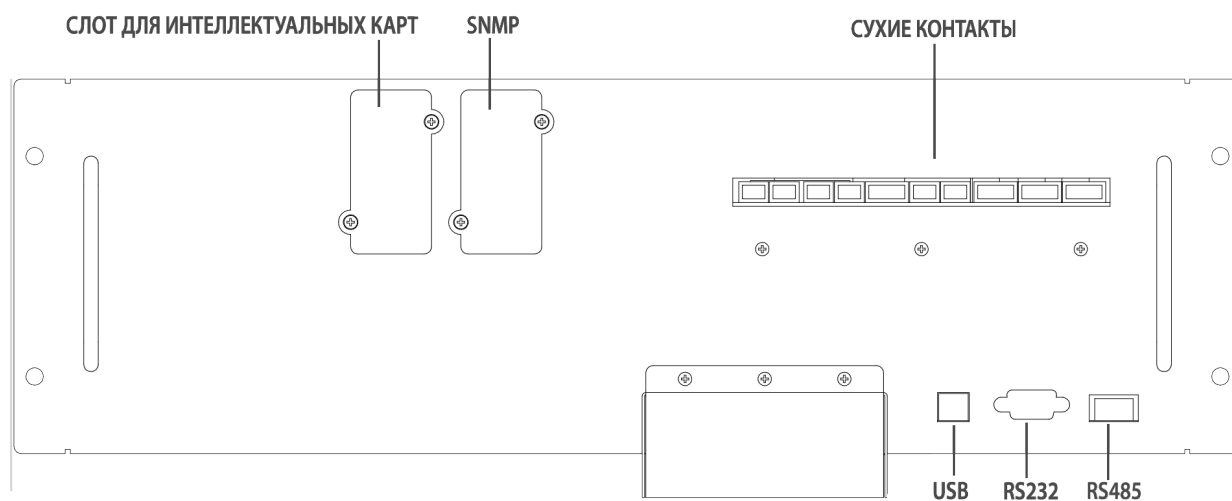 СЛОТ ДЛЯ ИНТЕЛЛЕКТУАЛЬНЫХ КАРТ
SNMP
СУХИЕ КОНТАКТЫ
USB
RS232
RS485